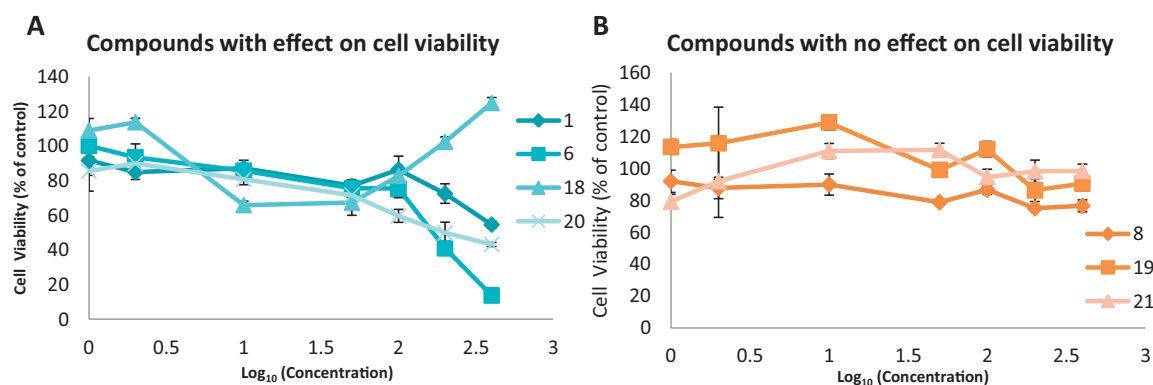 A
Compounds with effect on cell viability
Cell Viability (% of control)
140
120
100
80
60
40
20
0
0 0.5 1 1.5 2 2.5 3
Log10 (Concentration)
1
6
18
20
B
Compounds with no effect on cell viability
Cell Viability (% of control)
160
140
120
100
80
60
40
20
0
0 0.5 1 1.5 2 2.5 3
Log10 (Concentration)
8
19
21